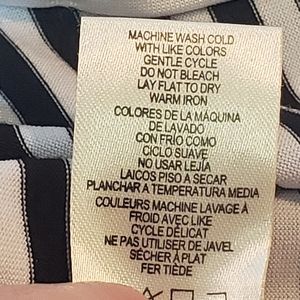 MACHINE WASH COLD
WITH LIKE COLORS
GENTLE CYCLE
DO NOT BLEACH
LAY FLAT TO DRY
WARM IRON
COLORES DE LA MÁQUINA
DE LAVADO
CON FRÍO COMO
CICLO SUAVE
NO USAR LEJÍA
LAICOS PISO A SECAR
PLANCHAR A TEMPERATURA MEDIA
COULEURS MACHINE LAVAGE À
FROID AVEC LIKE
CYCLE DÉLICAT
NE PAS UTILISER DE JAVEL
SÉCHER À PLAT
FER TIÈDE